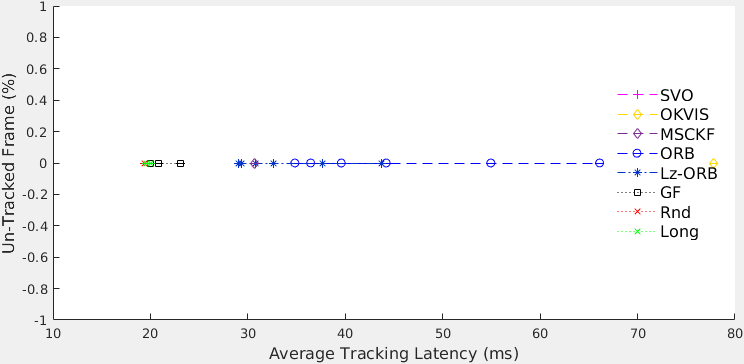 1
0.8
0.6
0.4
0.2
0
-0.2
-0.4
-0.6
-0.8
-1
Un-Tracked Frame (%)
10 20 30 40 50 60 70 80
Average Tracking Latency (ms)
SVO
OKVIS
MSCKF
ORB
Lz-ORB
GF
Rnd
Long